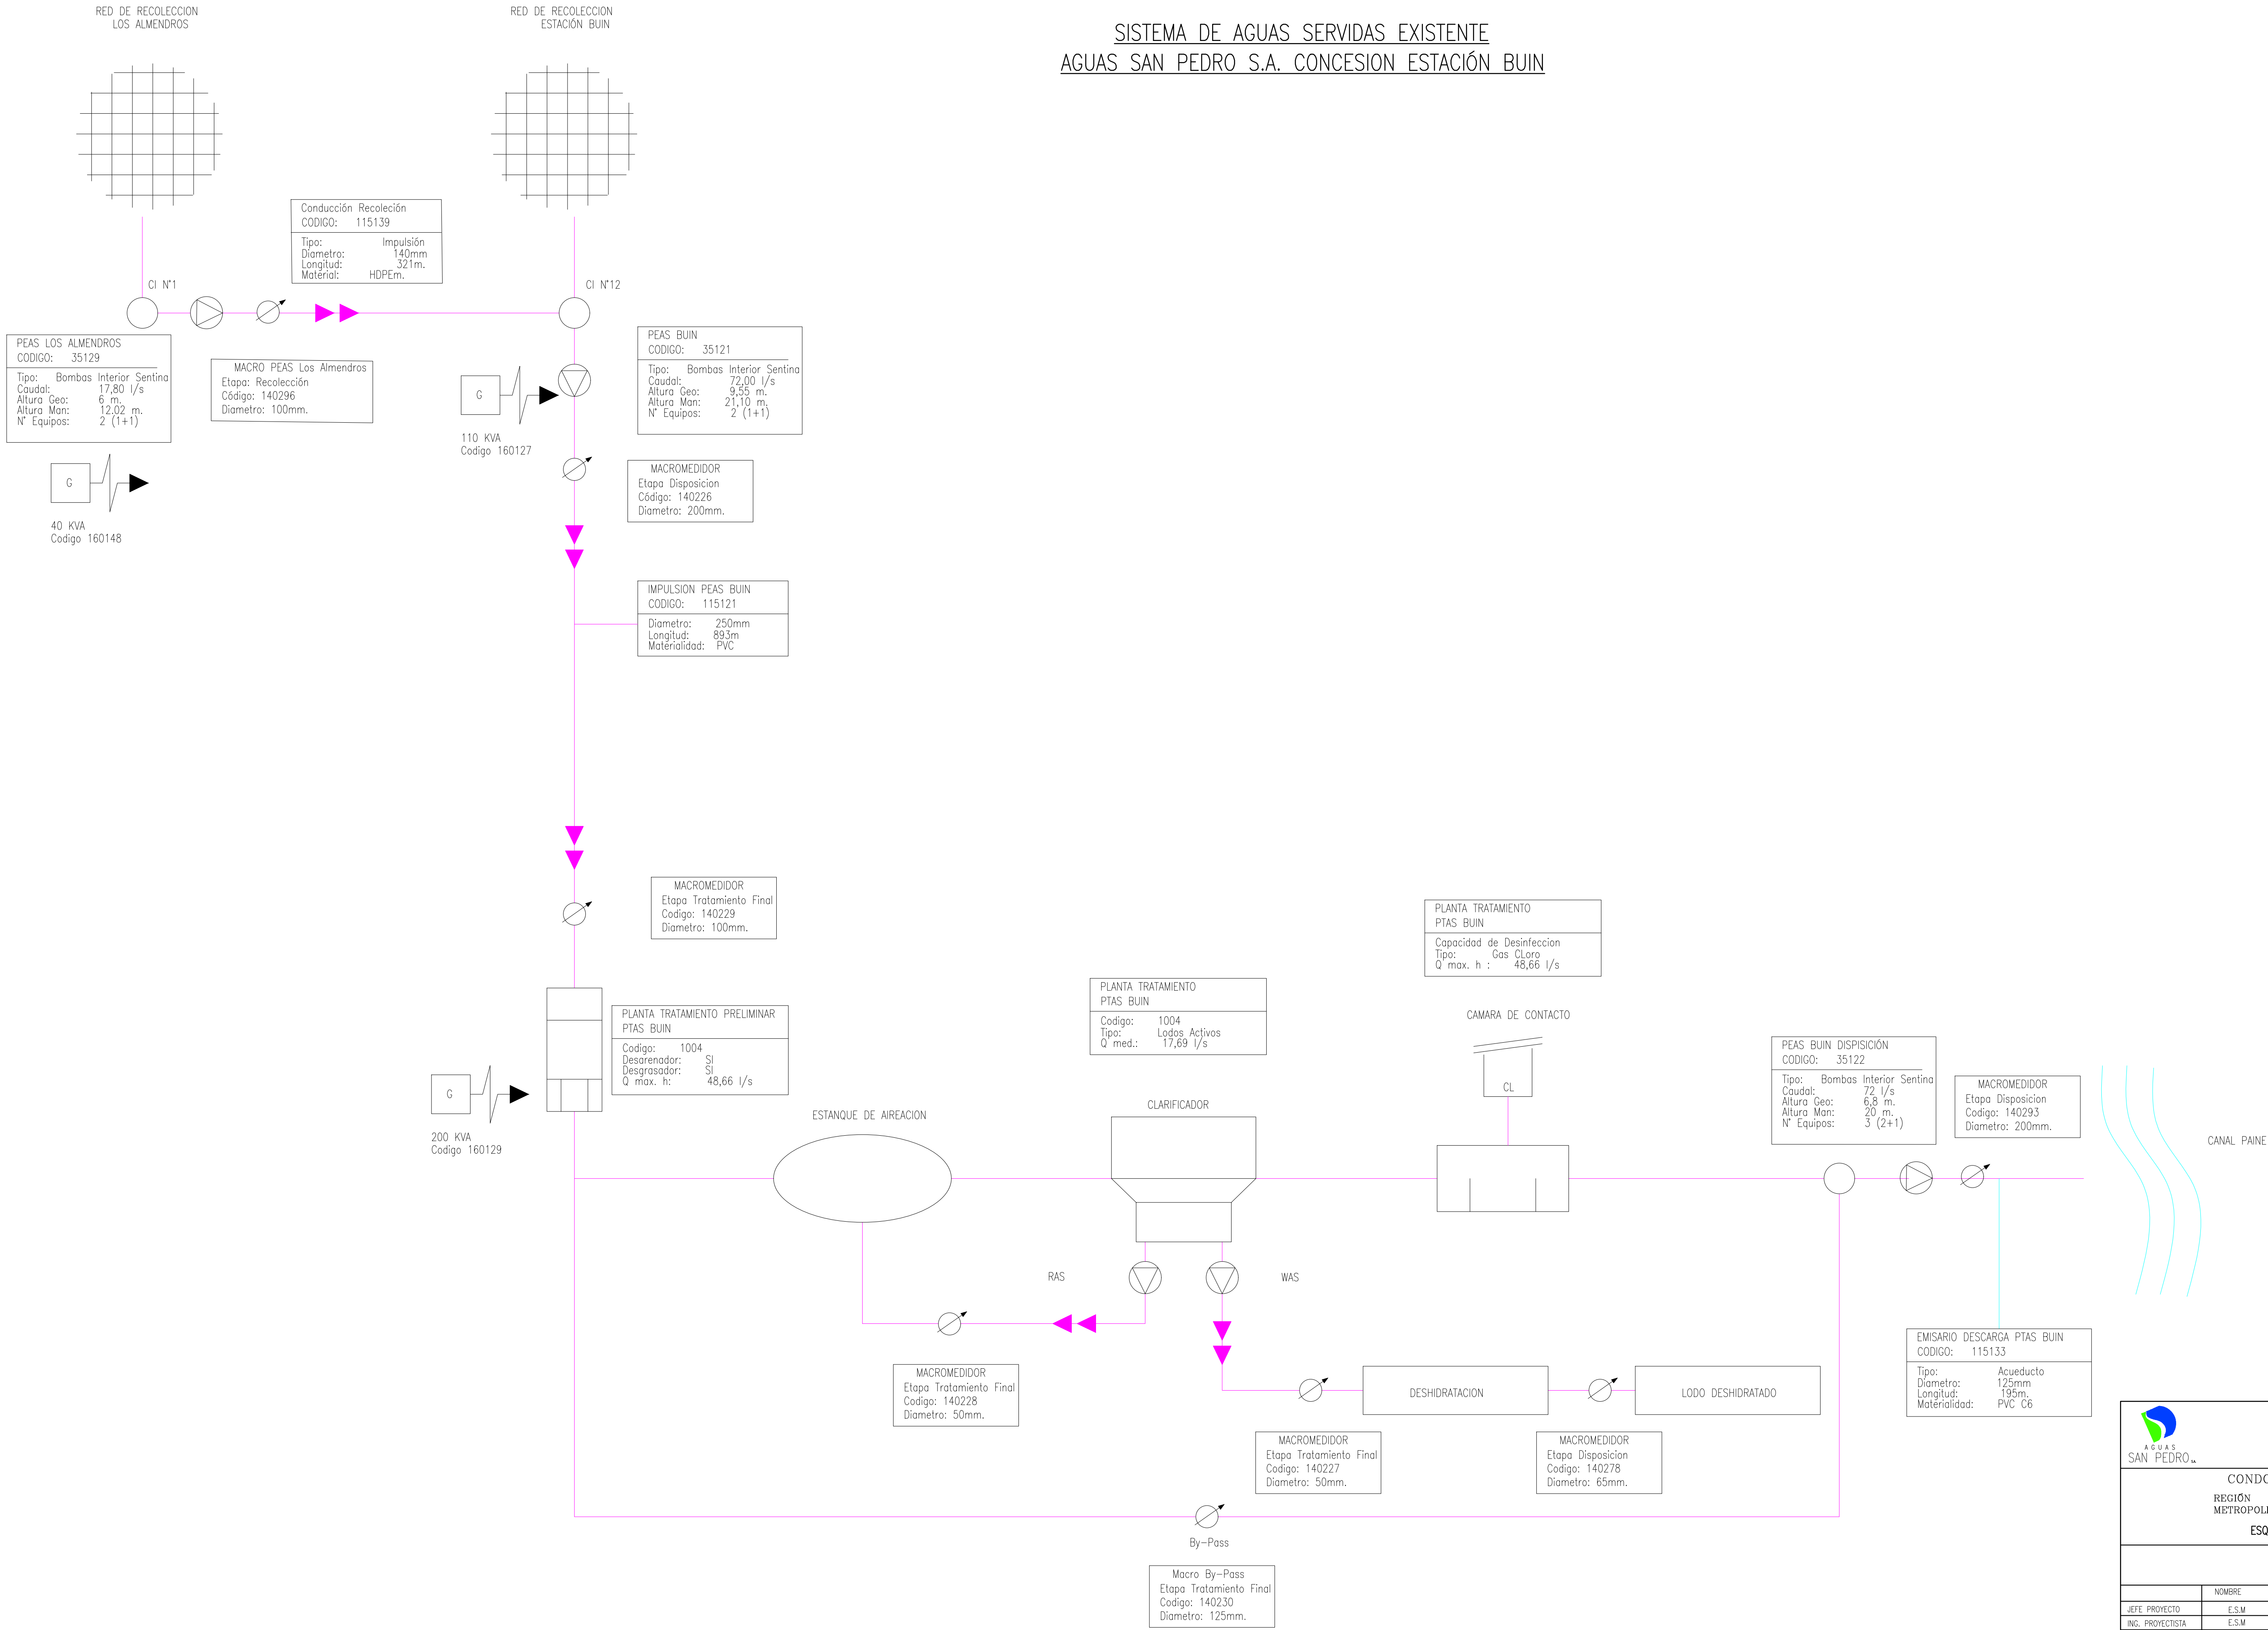 RED DE RECOLECCION
LOS ALMENDROS
RED DE RECOLECCION
ESTACIÓN BUIN
SISTEMA DE AGUAS SERVIDAS EXISTENTE
AGUAS SAN PEDRO S.A. CONCESION ESTACIÓN BUIN
Conducción Recoleción
CODIGO: 115139
Tipo: Impulsión
Diametro: 140mm
Longitud: 321m.
Material: HDPEm.
CI N°1
CI N°12
PEAS LOS ALMENDROS
CODIGO: 35129
Tipo: Bombas Interior Sentina
Caudal: 17,80 l/s
Altura Geo: 6 m.
Altura Man: 12.02 m.
N° Equipos: 2 (1+1)
MACRO PEAS Los Almendros
Etapa: Recolección
Código: 140296
Diametro: 100mm.
G
40 KVA
Codigo 160148
G
110 KVA
Codigo 160127
PEAS BUIN
CODIGO: 35121
Tipo: Bombas Interior Sentina
Caudal: 72,00 l/s
Altura Geo: 9,55 m.
Altura Man: 21,10 m.
N° Equipos: 2 (1+1)
MACROMEDIDOR
Etapa Disposicion
Código: 140226
Diametro: 200mm.
IMPULSION PEAS BUIN
CODIGO: 115121
Diametro: 250mm
Longitud: 893m
Materialidad: PVC
MACROMEDIDOR
Etapa Tratamiento Final
Codigo: 140229
Diametro: 100mm.
PLANTA TRATAMIENTO PRELIMINAR
PTAS BUIN
Codigo: 1004
Desarenador: SI
Desgrasador: SI
Q max. h: 48,66 l/s
G
200 KVA
Codigo 160129
ESTANQUE DE AIREACION
PLANTA TRATAMIENTO
PTAS BUIN
Codigo: 1004
Tipo: Lodos Activos
Q med.: 17,69 l/s
CLARIFICADOR
PLANTA TRATAMIENTO
PTAS BUIN
Capacidad de Desinfeccion
Tipo: Gas CLoro
Q max. h : 48,66 l/s
CAMARA DE CONTACTO
CL
PEAS BUIN DISPISICIÓN
CODIGO: 35122
Tipo: Bombas Interior Sentina
Caudal: 72 l/s
Altura Geo: 6,8 m.
Altura Man: 20 m.
N° Equipos: 3 (2+1)
MACROMEDIDOR
Etapa Disposicion
Codigo: 140293
Diametro: 200mm.
CANAL PAINE
RAS
WAS
MACROMEDIDOR
Etapa Tratamiento Final
Codigo: 140228
Diametro: 50mm.
DESHIDRATACION
LODO DESHIDRATADO
MACROMEDIDOR
Etapa Tratamiento Final
Codigo: 140227
Diametro: 50mm.
MACROMEDIDOR
Etapa Disposicion
Codigo: 140278
Diametro: 65mm.
EMISARIO DESCARGA PTAS BUIN
CODIGO: 115133
Tipo: Acueducto
Diametro: 125mm
Longitud: 195m.
Materialidad: PVC C6
By-Pass
Macro By-Pass
Etapa Tratamiento Final
Codigo: 140230
Diametro: 125mm.
AGUAS
SAN PEDRO S.A.
REGIÓN
NOMBRE
JEFE PROYECTO E.S.M
ING. PROYECTISTA E.S.M